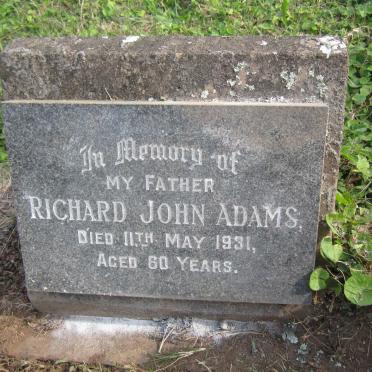 In Memory of
MY FATHER
RICHARD JOHN ADAMS,
DIED 11TH MAY 1931,
AGED 60 YEARS.